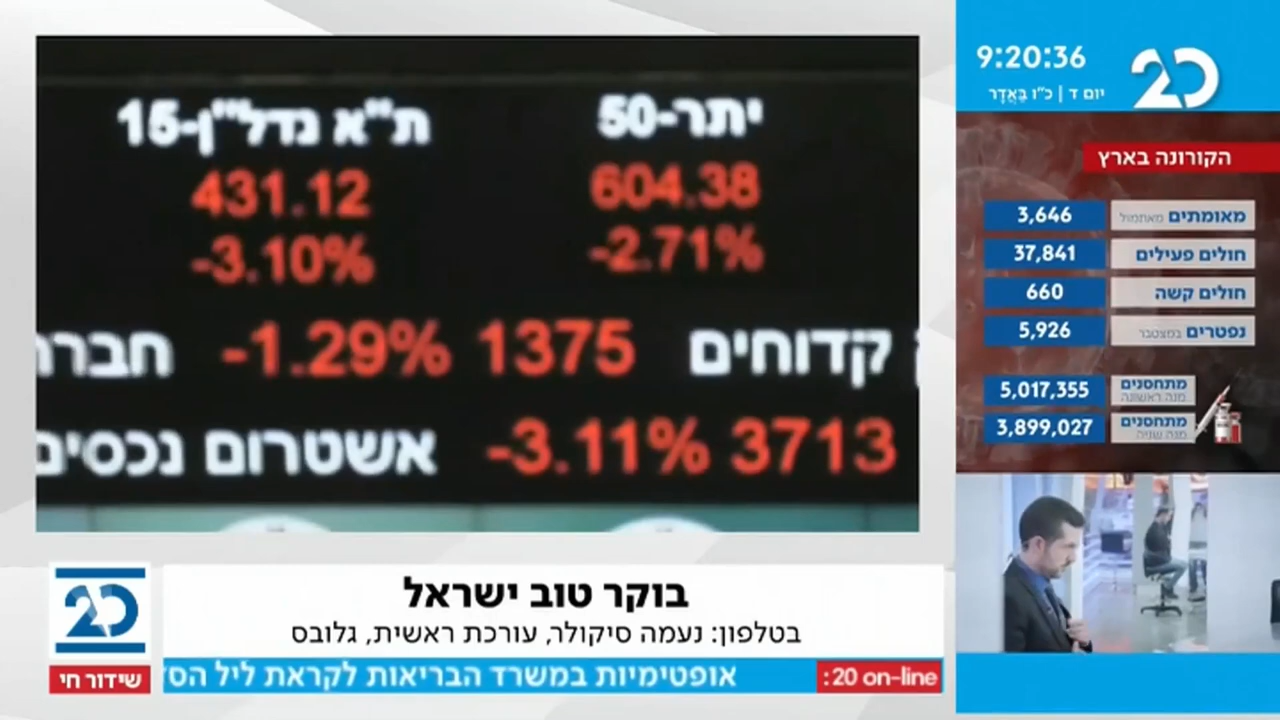 ת"א נדל"ן-15
יתר-50
431.12
604.38
-3.10%
-2.71%
קדוחים 1375 -1.29%
אשטרום נכסים 3713 -3.11%
20
בוקר טוב ישראל
בטלפון: נעמה סיקולר, עורכת ראשית, גלובס
20 on-line:
אופטימיות במשרד הבריאות לקראת ליל
שידור חי
9:20:36
20
יום ד | כ"ו בַּאֲדָר
הקורונה בארץ
מאומתים מאתמול 3,646
חולים פעילים 37,841
חולים קשה 660
נפטרים במצטבר 5,926
מתחסנים מנה ראשונה 5,017,355
מתחסנים מנה שניה 3,899,027